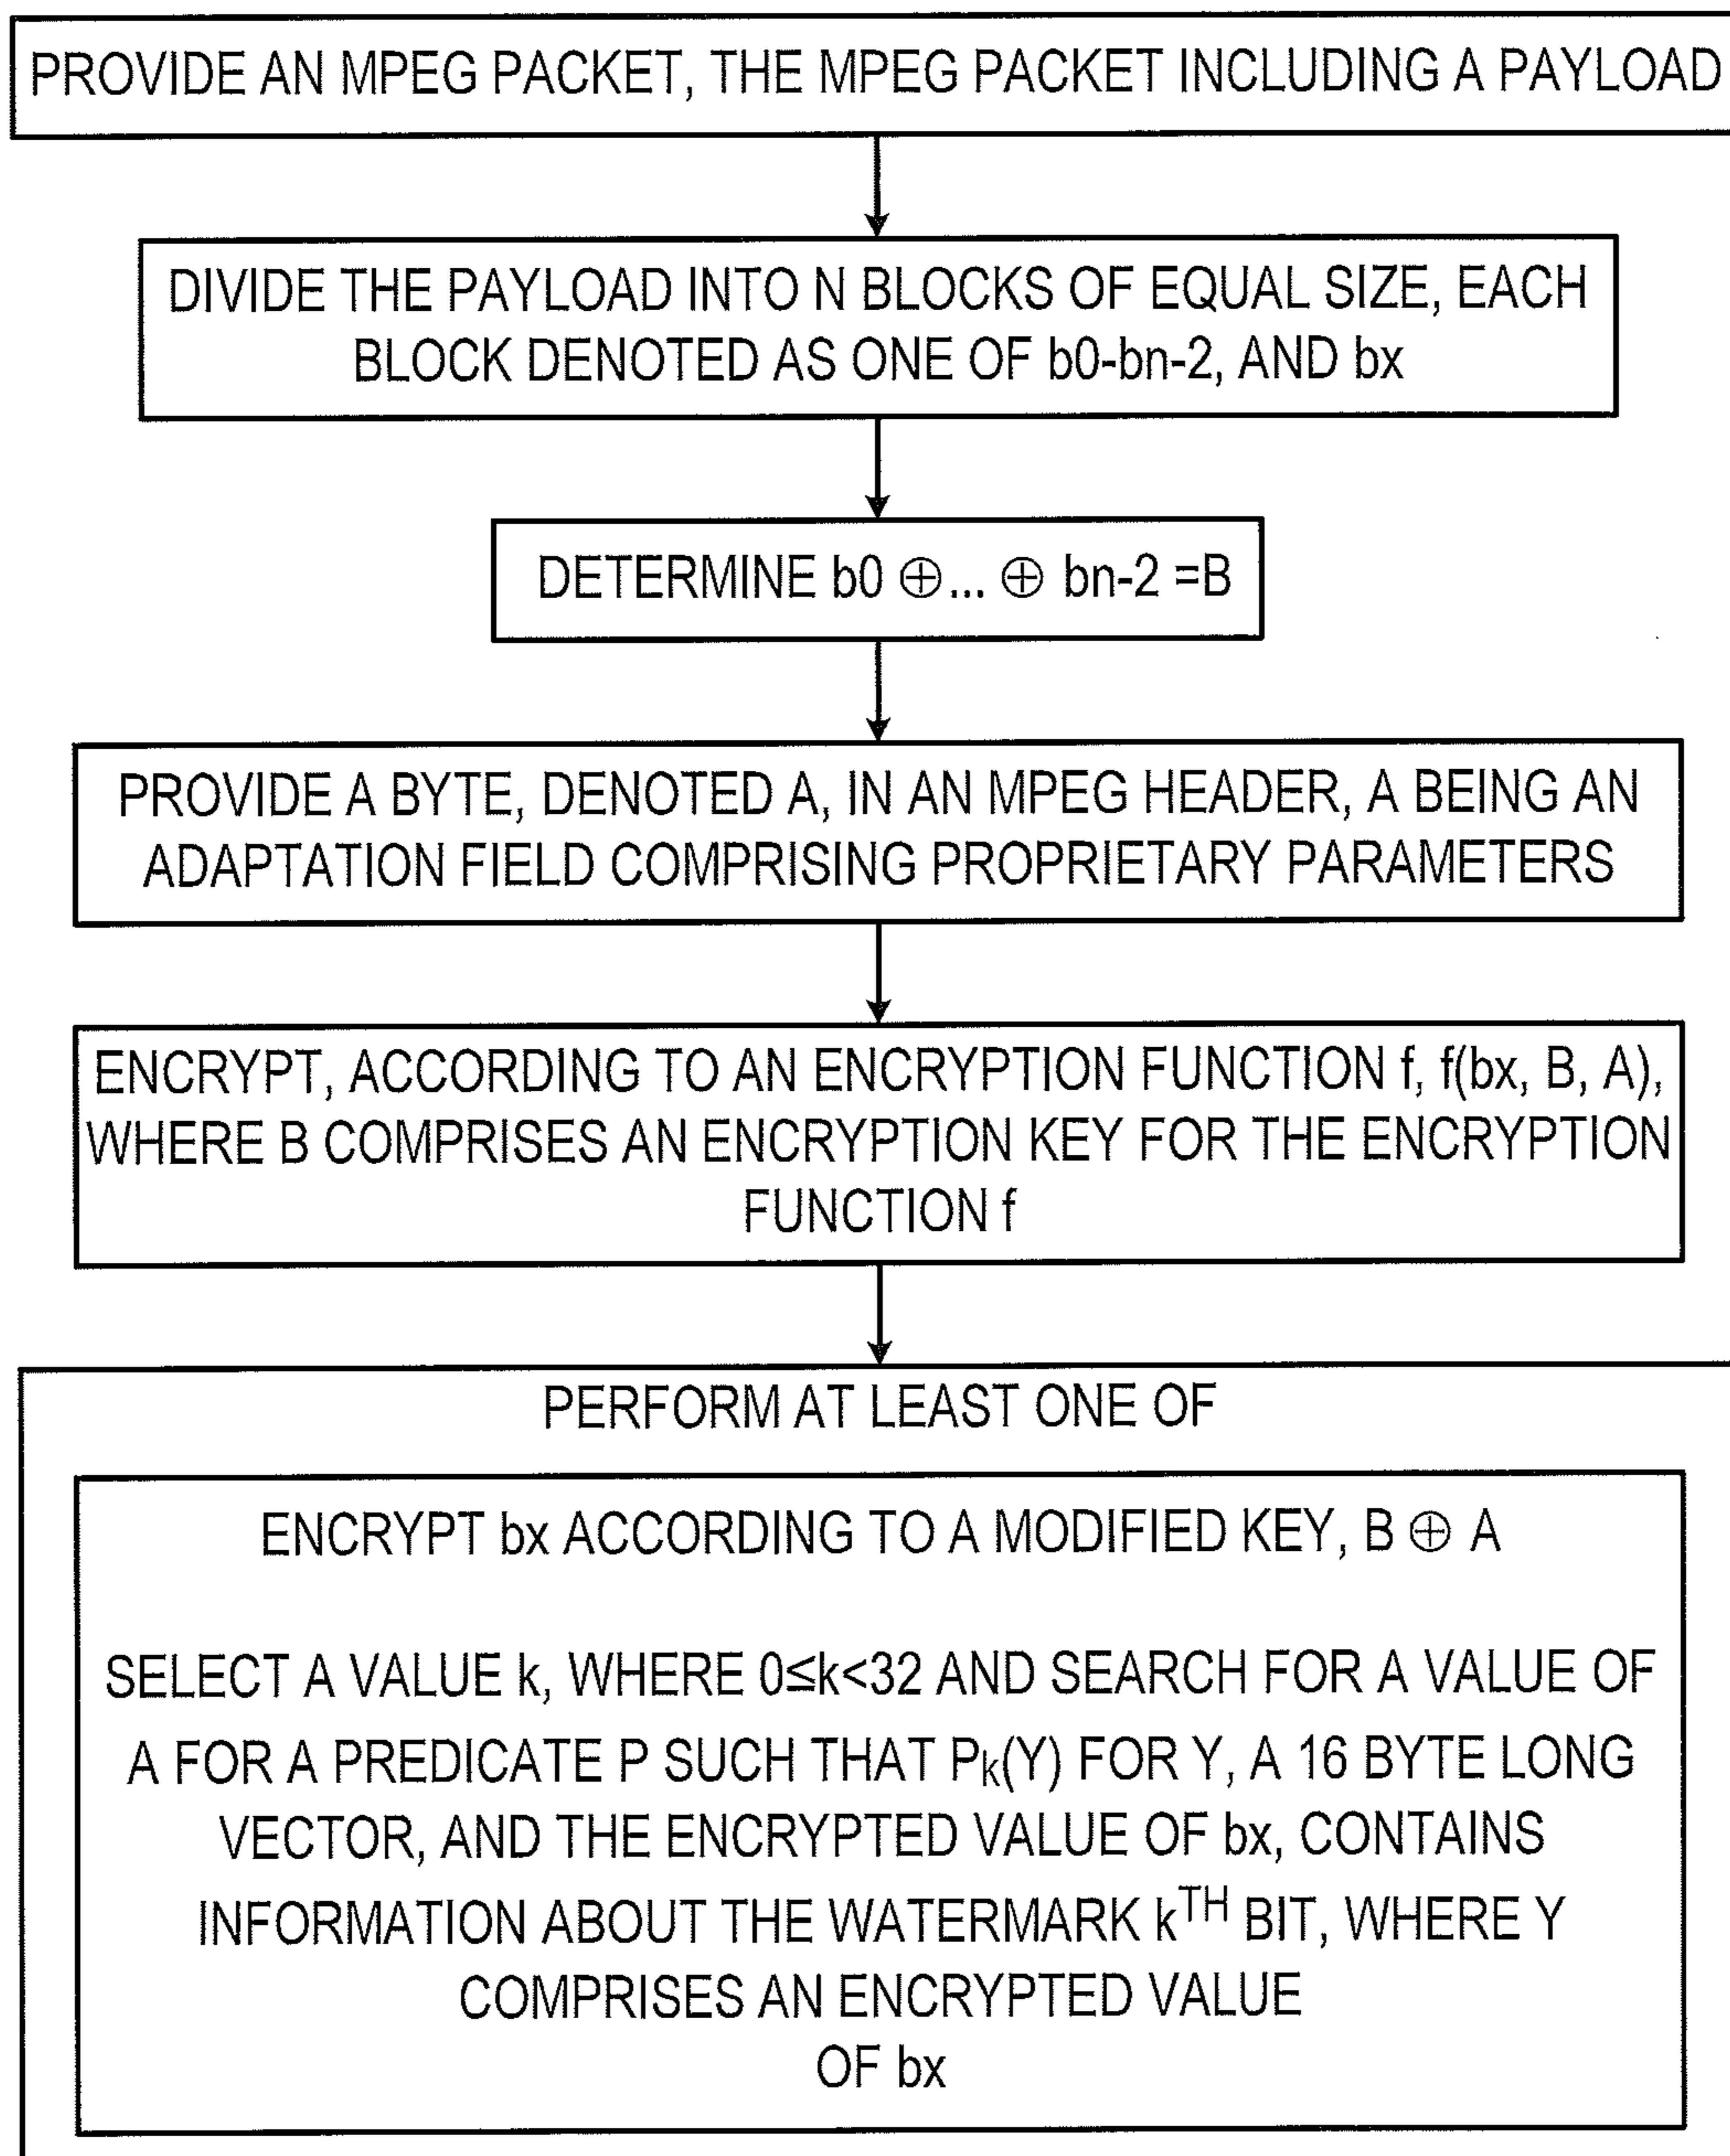 PROVIDE AN MPEG PACKET, THE MPEG PACKET INCLUDING A PAYLOAD
DIVIDE THE PAYLOAD INTO N BLOCKS OF EQUAL SIZE, EACH
BLOCK DENOTED AS ONE OF b0-bn-2, AND bx
DETERMINE b0 ⊕... ⊕ bn-2 =B
PROVIDE A BYTE, DENOTED A, IN AN MPEG HEADER, A BEING AN
ADAPTATION FIELD COMPRISING PROPRIETARY PARAMETERS
ENCRYPT, ACCORDING TO AN ENCRYPTION FUNCTION f, f(bx, B, A),
WHERE B COMPRISES AN ENCRYPTION KEY FOR THE ENCRYPTION
FUNCTION f
PERFORM AT LEAST ONE OF
ENCRYPT bx ACCORDING TO A MODIFIED KEY, B ⊕ A
SELECT A VALUE k, WHERE 0≤k<32 AND SEARCH FOR A VALUE OF
A FOR A PREDICATE P SUCH THAT Pk(Y) FOR Y, A 16 BYTE LONG
VECTOR, AND THE ENCRYPTED VALUE OF bx, CONTAINS
INFORMATION ABOUT THE WATERMARK kTH BIT, WHERE Y
COMPRISES AN ENCRYPTED VALUE
OF bx